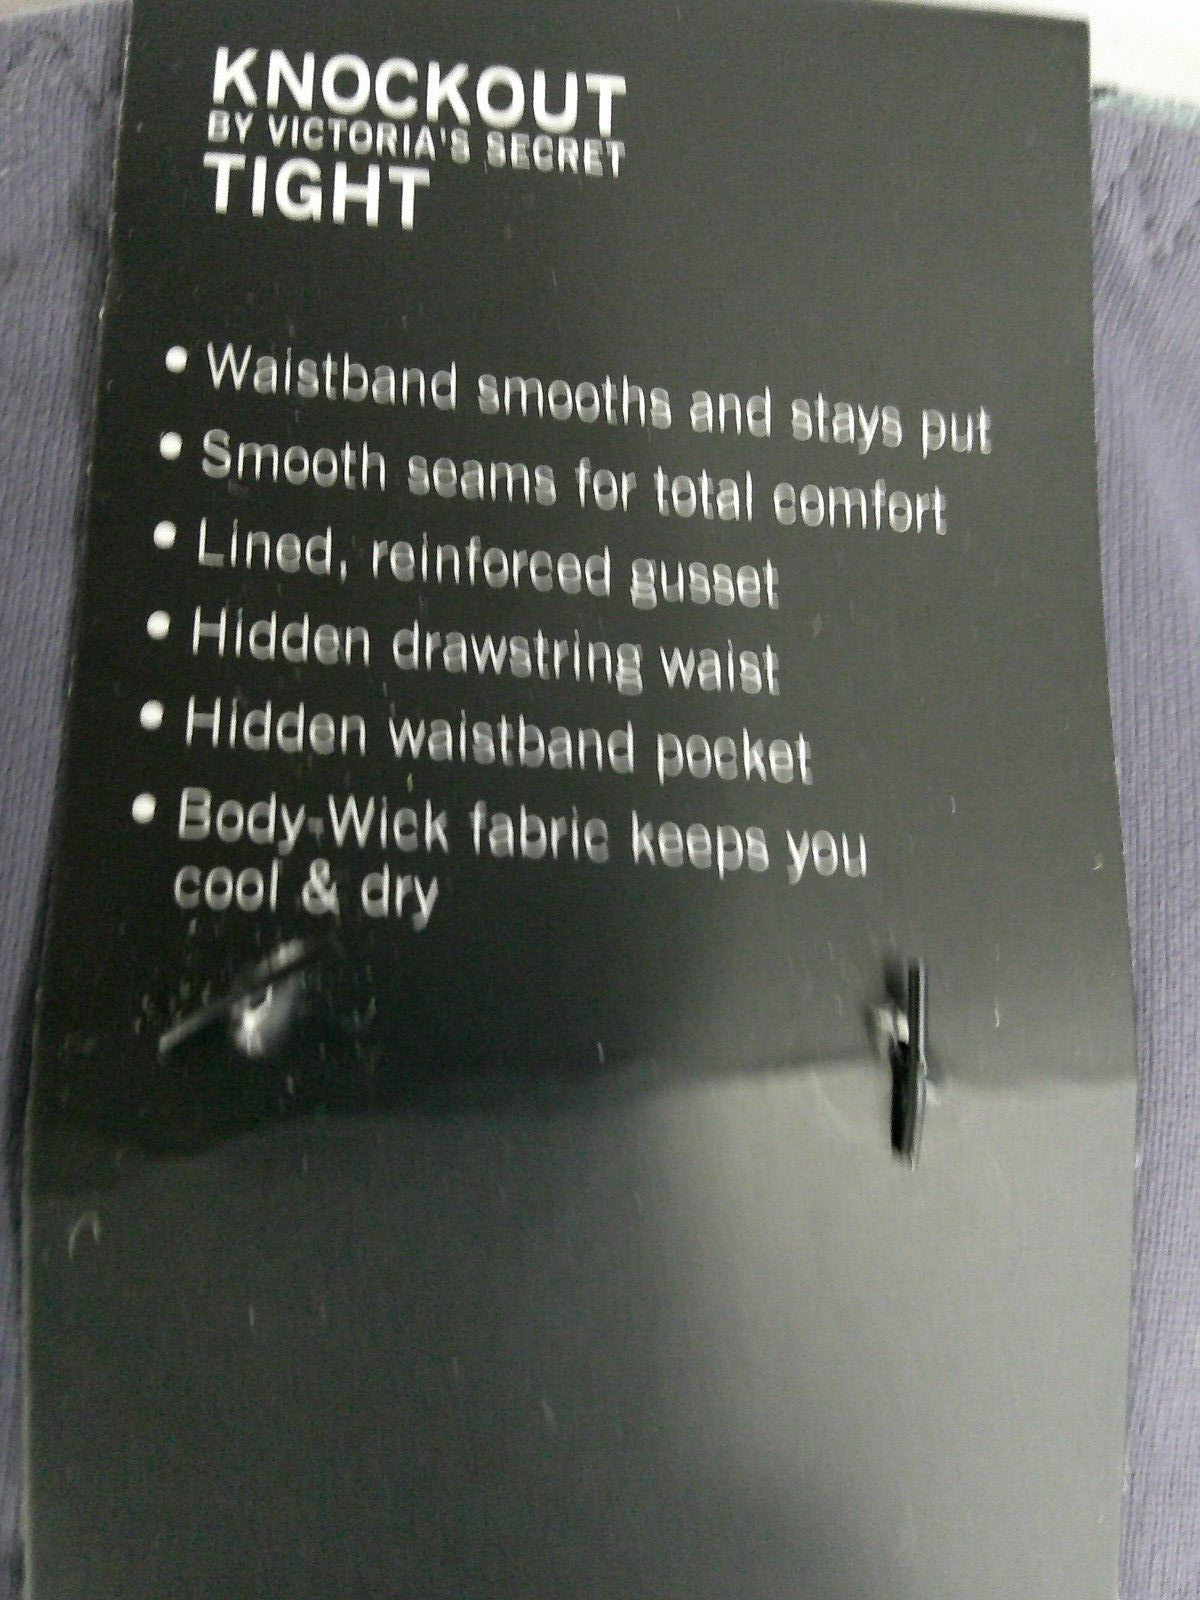 KNOCKOUT
BY VICTORIA'S SECRET
TIGHT
• Waistband smooths and stays put
• Smooth seams for total comfort
• Lined, reinforced gusset
• Hidden drawstring waist
• Hidden waistband pocket
• Body-Wick fabric keeps you
cool & dry